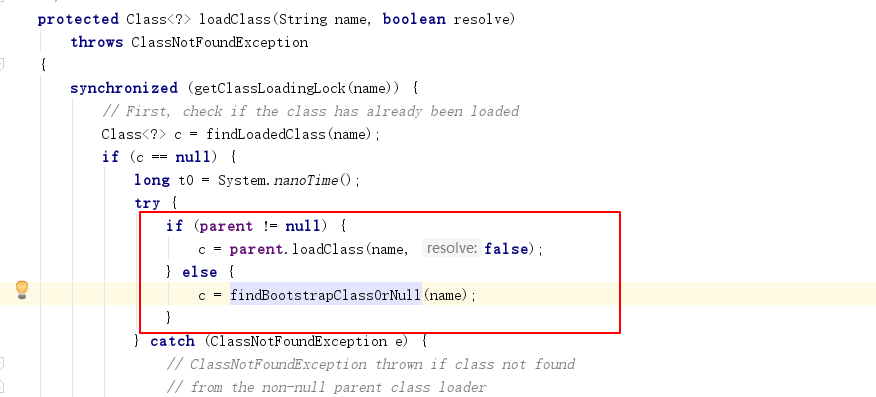 protected Class<?> loadClass(String name, boolean resolve)
throws ClassNotFoundException
{
synchronized (getClassLoadingLock(name)) {
// First, check if the class has already been loaded
Class<?> c = findLoadedClass(name);
if (c == null) {
long t0 = System.nanoTime();
try {
if (parent != null) {
c = parent.loadClass(name, resolve: false);
} else {
c = findBootstrapClassOrNull(name);
}
} catch (ClassNotFoundException e) {
// ClassNotFoundException thrown if class not found
// from the non-null parent class loader